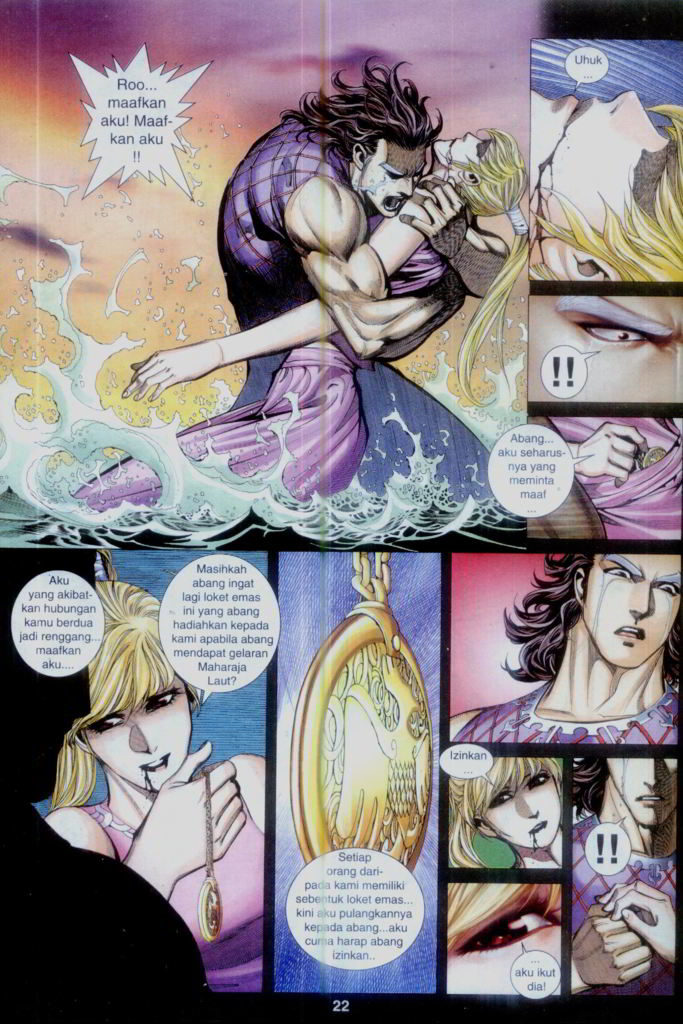 Roo...
maafkan
aku! Maaf-
kan aku
!!
Uhuk
...
!!
Abang...
aku seharus-
nya yang
meminta
maaf
...
Aku
yang akibat-
kan hubungan
kamu berdua
jadi renggang...
maafkan
aku....
Masihkah
abang ingat
lagi loket emas
ini yang abang
hadiahkan kepada
kami apabila abang
mendapat gelaran
Maharaja
Laut?
Setiap
orang dari-
pada kami memiliki
sebentuk loket emas...
kini aku pulangkannya
kepada abang...aku
cuma harap abang
izinkan..
Izinkan
...
!!
...
aku ikut
dia!
22